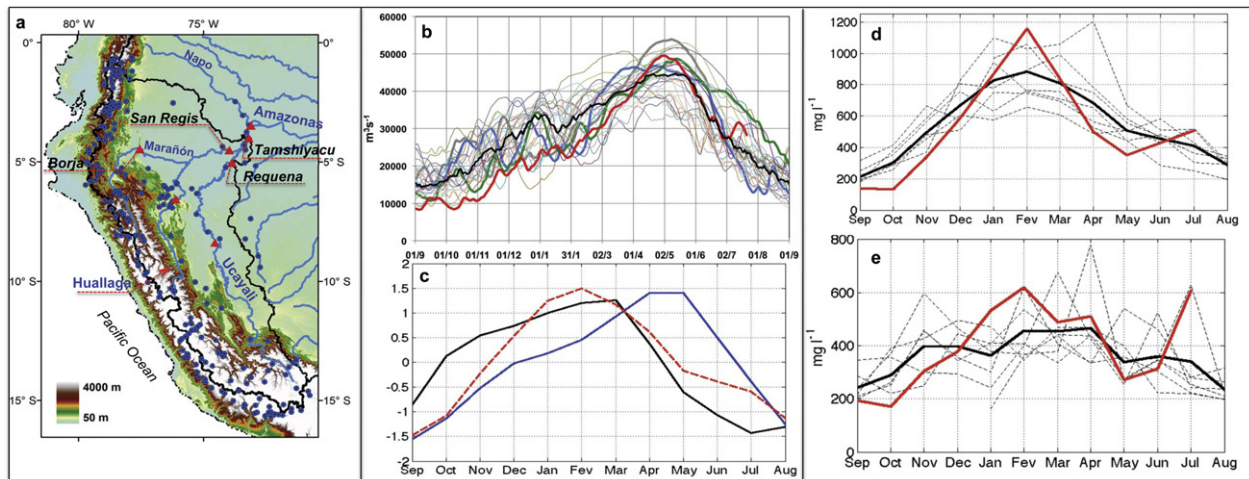 a
80° W
75° W
0°
0°
Napo
Amazonas
San Regis
Marañón
Tamshiyacu
5° S
5° S
Borja
Requena
Huallaga
Ucayali
10° S
10° S
Pacific Ocean
4000 m
50 m
15° S
15° S
b
60000
50000
40000
30000
20000
10000
0
m³s⁻¹
01/9 01/10 01/11 01/12 01/1 31/1 02/3 01/4 02/5 01/6 02/7 01/8 01/9
c
2
1.5
1
0.5
0
-0.5
-1
-1.5
-2
Sep Oct Nov Dec Jan Fev Mar Apr May Jun Jul Aug
d
1200
1000
800
600
400
200
0
mg l⁻¹
Sep Oct Nov Dec Jan Fev Mar Apr May Jun Jul Aug
e
800
600
400
200
0
mg l⁻¹
Sep Oct Nov Dec Jan Fev Mar Apr May Jun Jul Aug